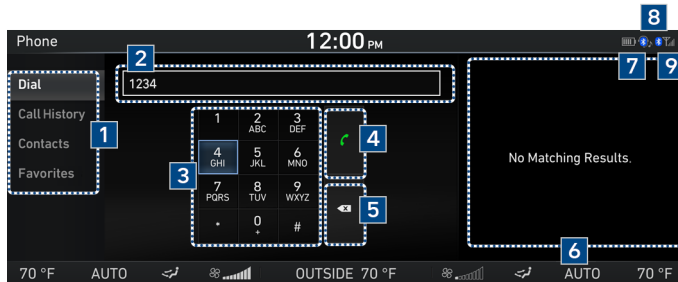 8
Phone 12:00 PM
7 9
2
Dial 1234
Call History
Contacts
Favorites
1
1 2 ABC 3 DEF
4 GHI 5 JKL 6 MNO
7 PQRS 8 TUV 9 WXYZ
· 0 + #
3
4
5
No Matching Results.
6
70 °F AUTO OUTSIDE 70 °F AUTO 70 °F